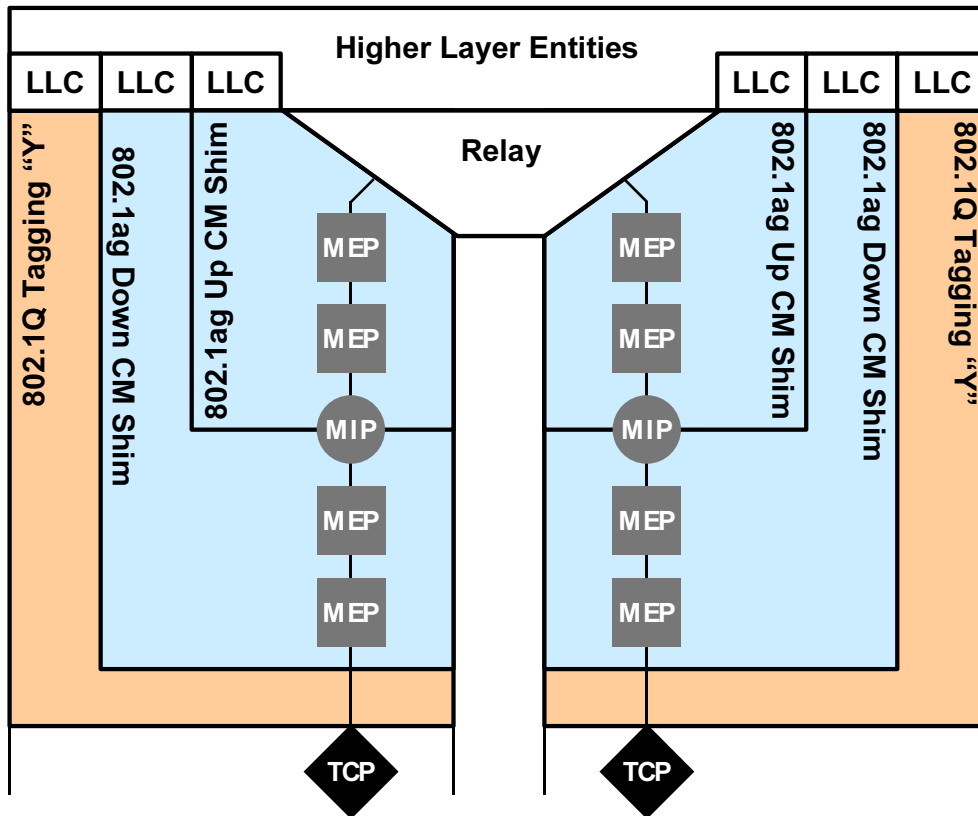 Higher Layer Entities
LLC
LLC
LLC
LLC
LLC
LLC
Relay
802.1Q Tagging “Y”
802.1ag Down CM Shim
802.1ag Up CM Shim
802.1ag Up CM Shim
802.1ag Down CM Shim
802.1Q Tagging “Y”
MEP
MEP
MEP
MEP
MIP
MIP
MEP
MEP
MEP
MEP
TCP
TCP